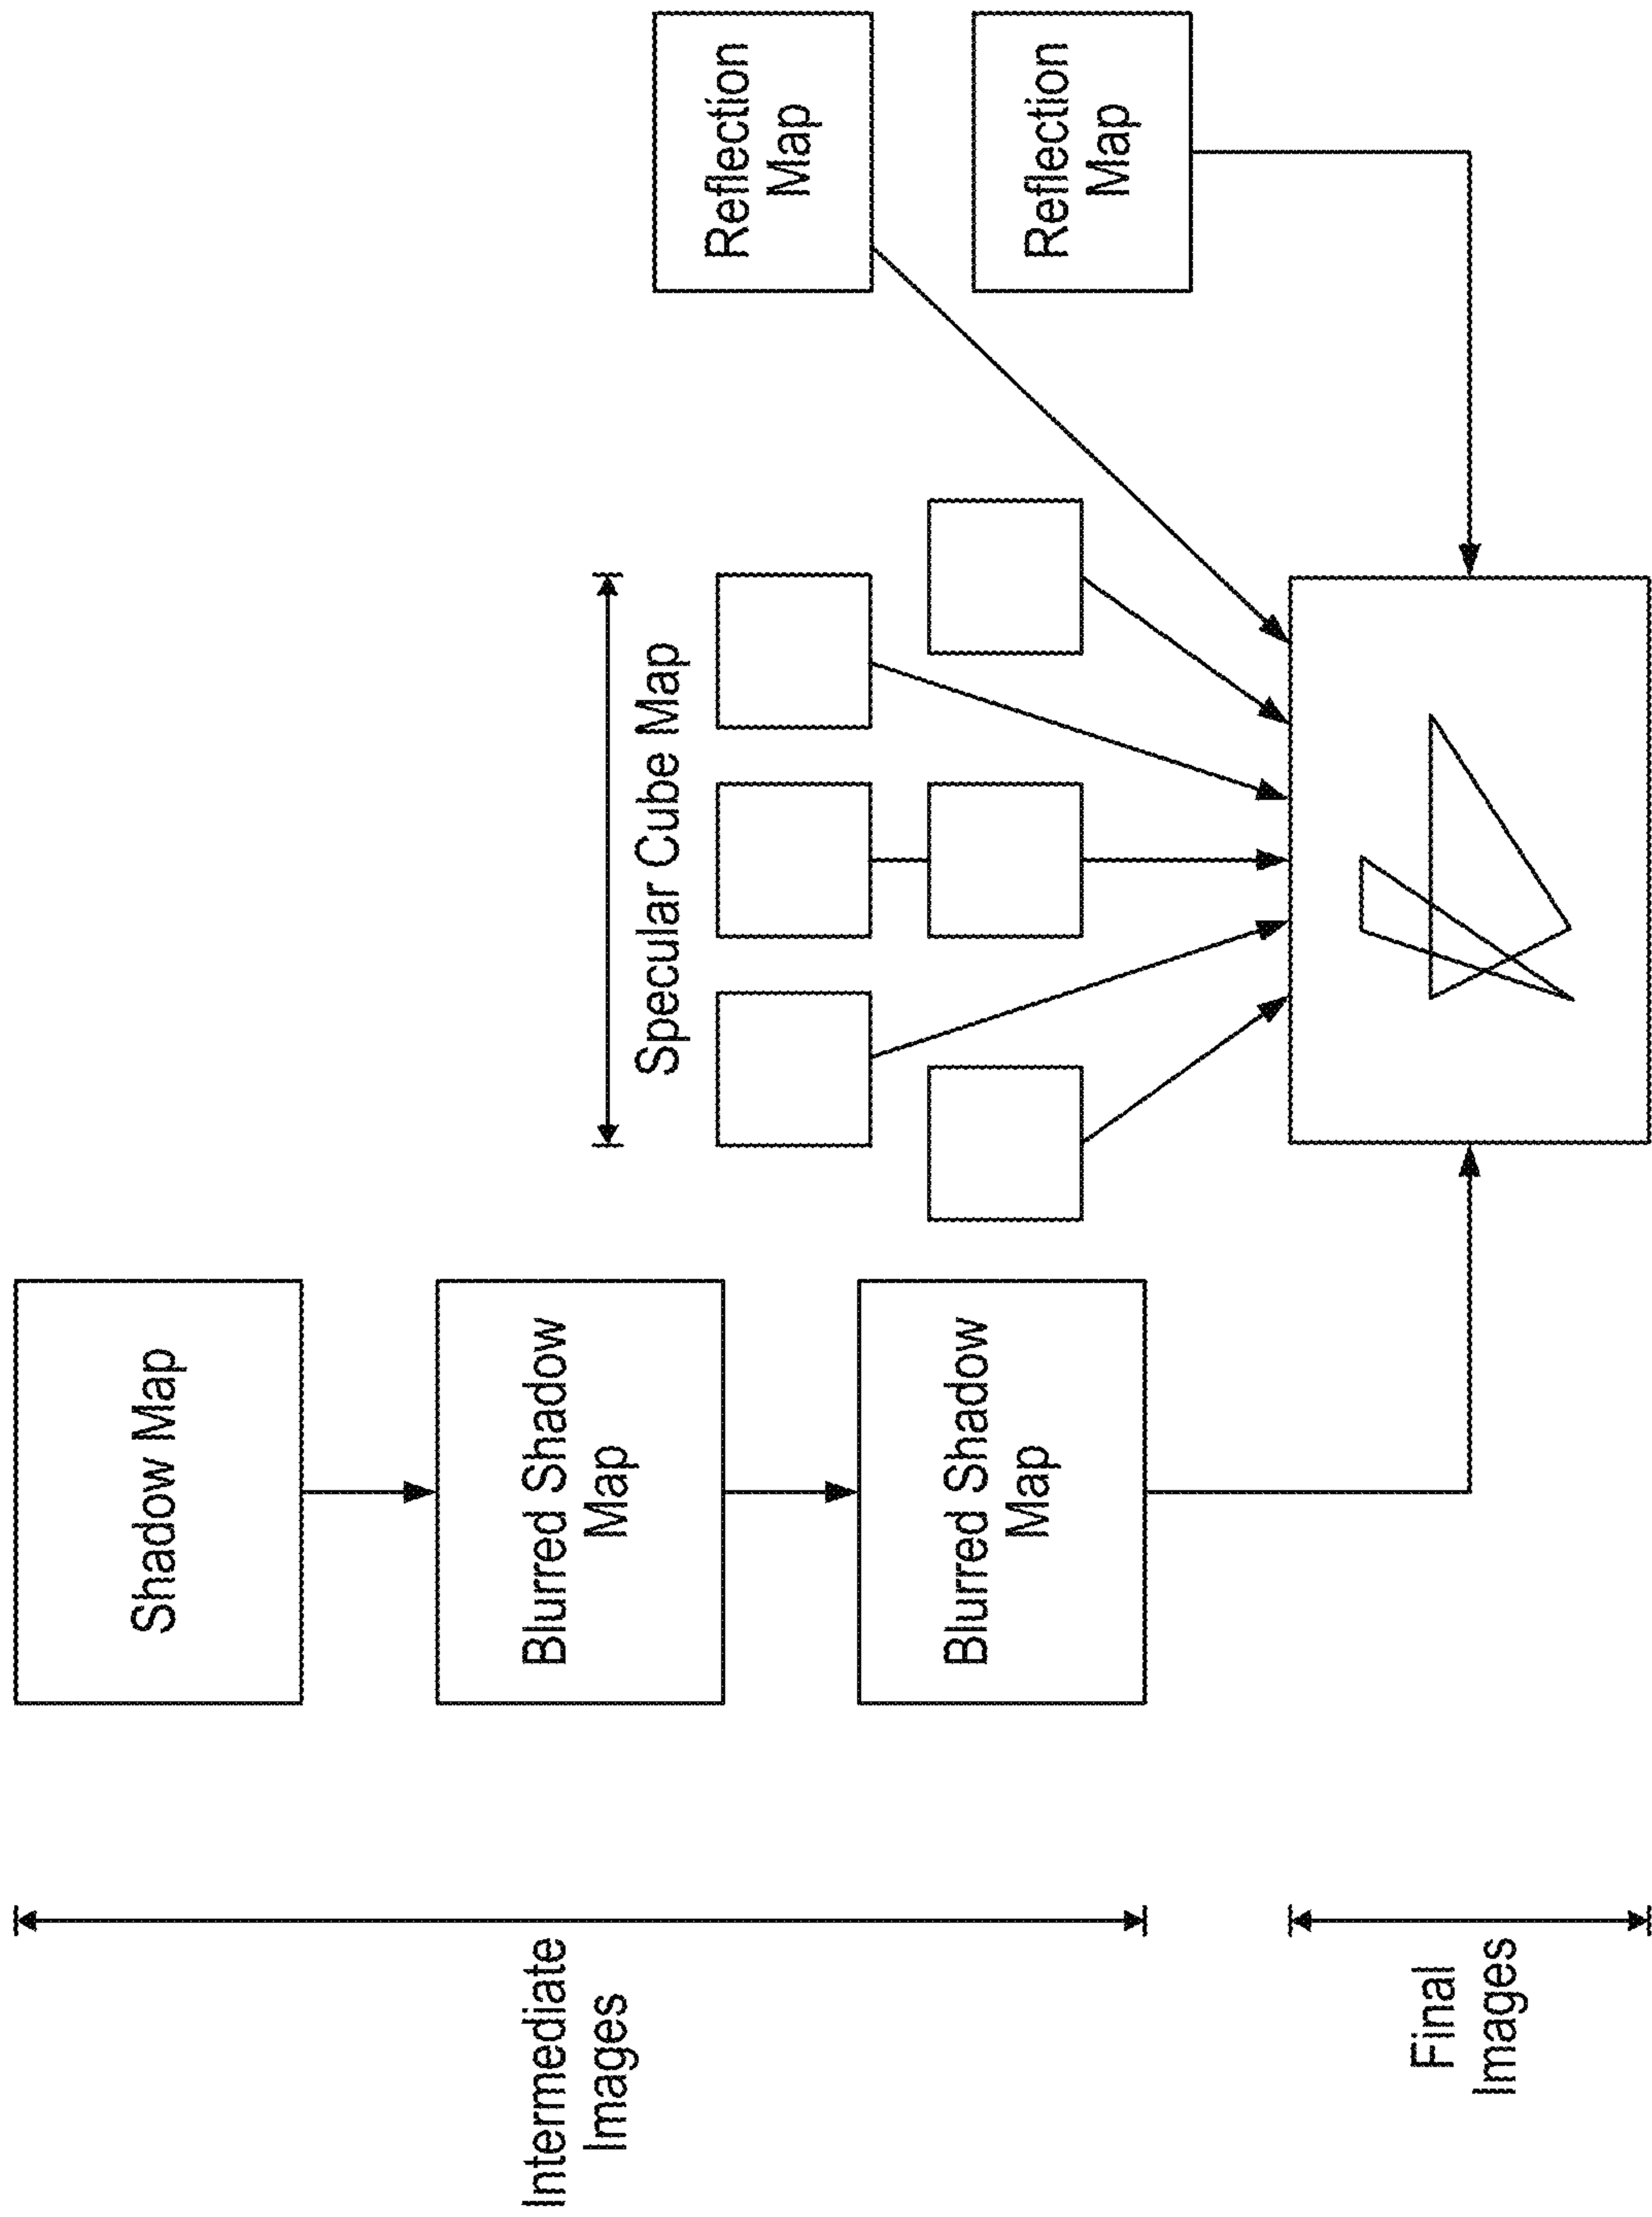 Intermediate
Images
Final
Images
Shadow Map
Blurred Shadow
Map
Blurred Shadow
Map
Specular Cube Map
Reflection
Map
Reflection
Map